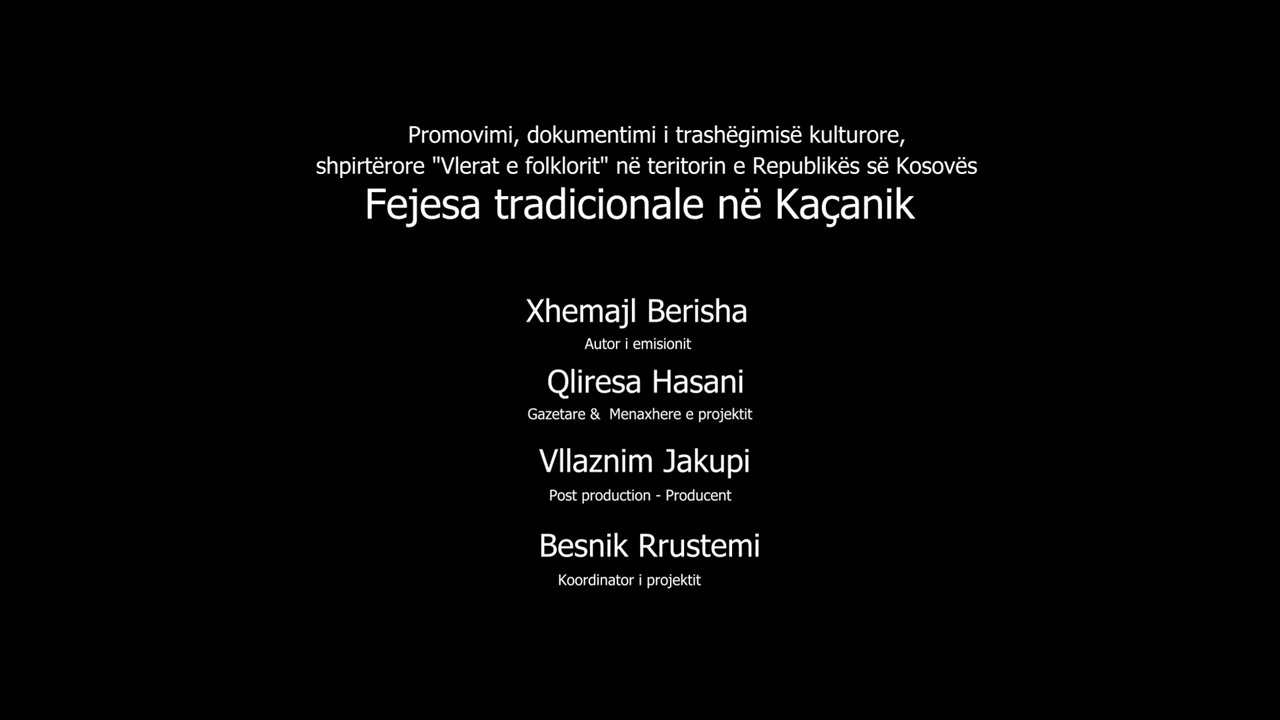 Promovimi, dokumentimi i trashëgimisë kulturore,
shpirtërore "Vlerat e folklorit" në teritorin e Republikës së Kosovës
Fejesa tradicionale në Kaçanik
Xhemajl Berisha
Autor i emisionit
Qliresa Hasani
Gazetare &  Menaxhere e projektit
Vllaznim Jakupi
Post production - Producent
Besnik Rrustemi
Koordinator i projektit